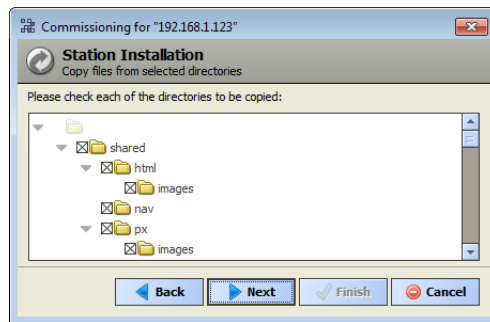 Commissioning for "192.168.1.123"
Station Installation
Copy files from selected directories
Please check each of the directories to be copied:
shared
html
images
nav
px
images
Back Next Finish Cancel